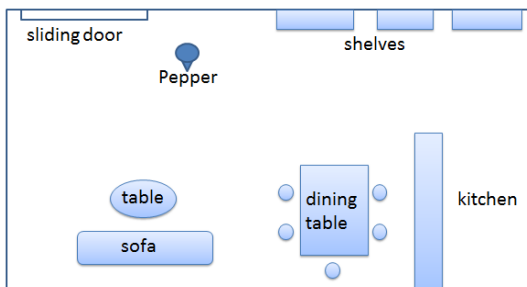 sliding door
shelves
Pepper
table
dining
table
kitchen
sofa